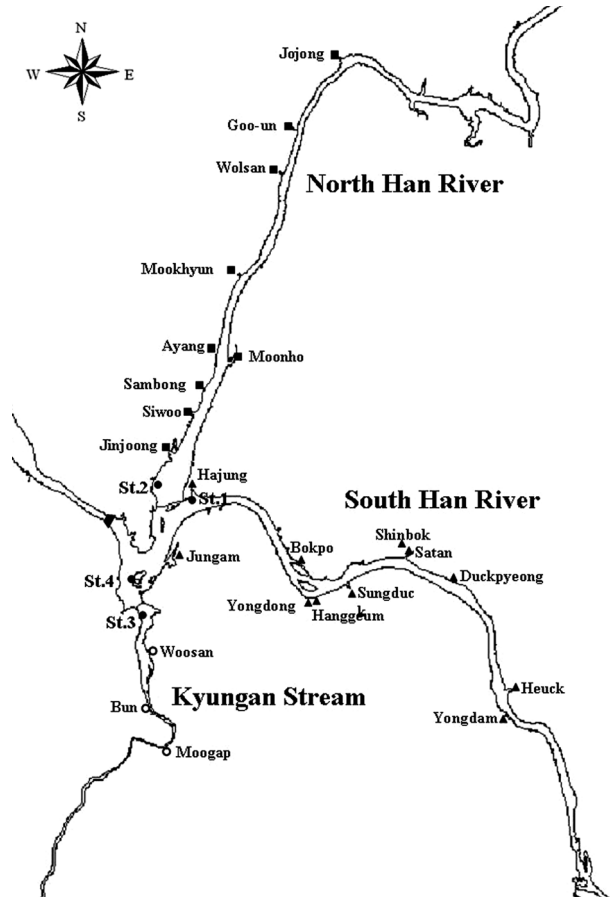 N
W E
S
Jojong
Goo-un
Wolsan
North Han River
Mookhyun
Ayang
Moonho
Sambong
Siwoo
Jinjoong
Hajung
St.2
St.1
South Han River
Shinbok
Satan
Bokpo
Jungam
Duckpyeong
St.4
Sungduc
k
Yongdong
Hanggeum
St.3
Woosan
Kyungan Stream
Heuck
Bun
Yongdam
Moogap